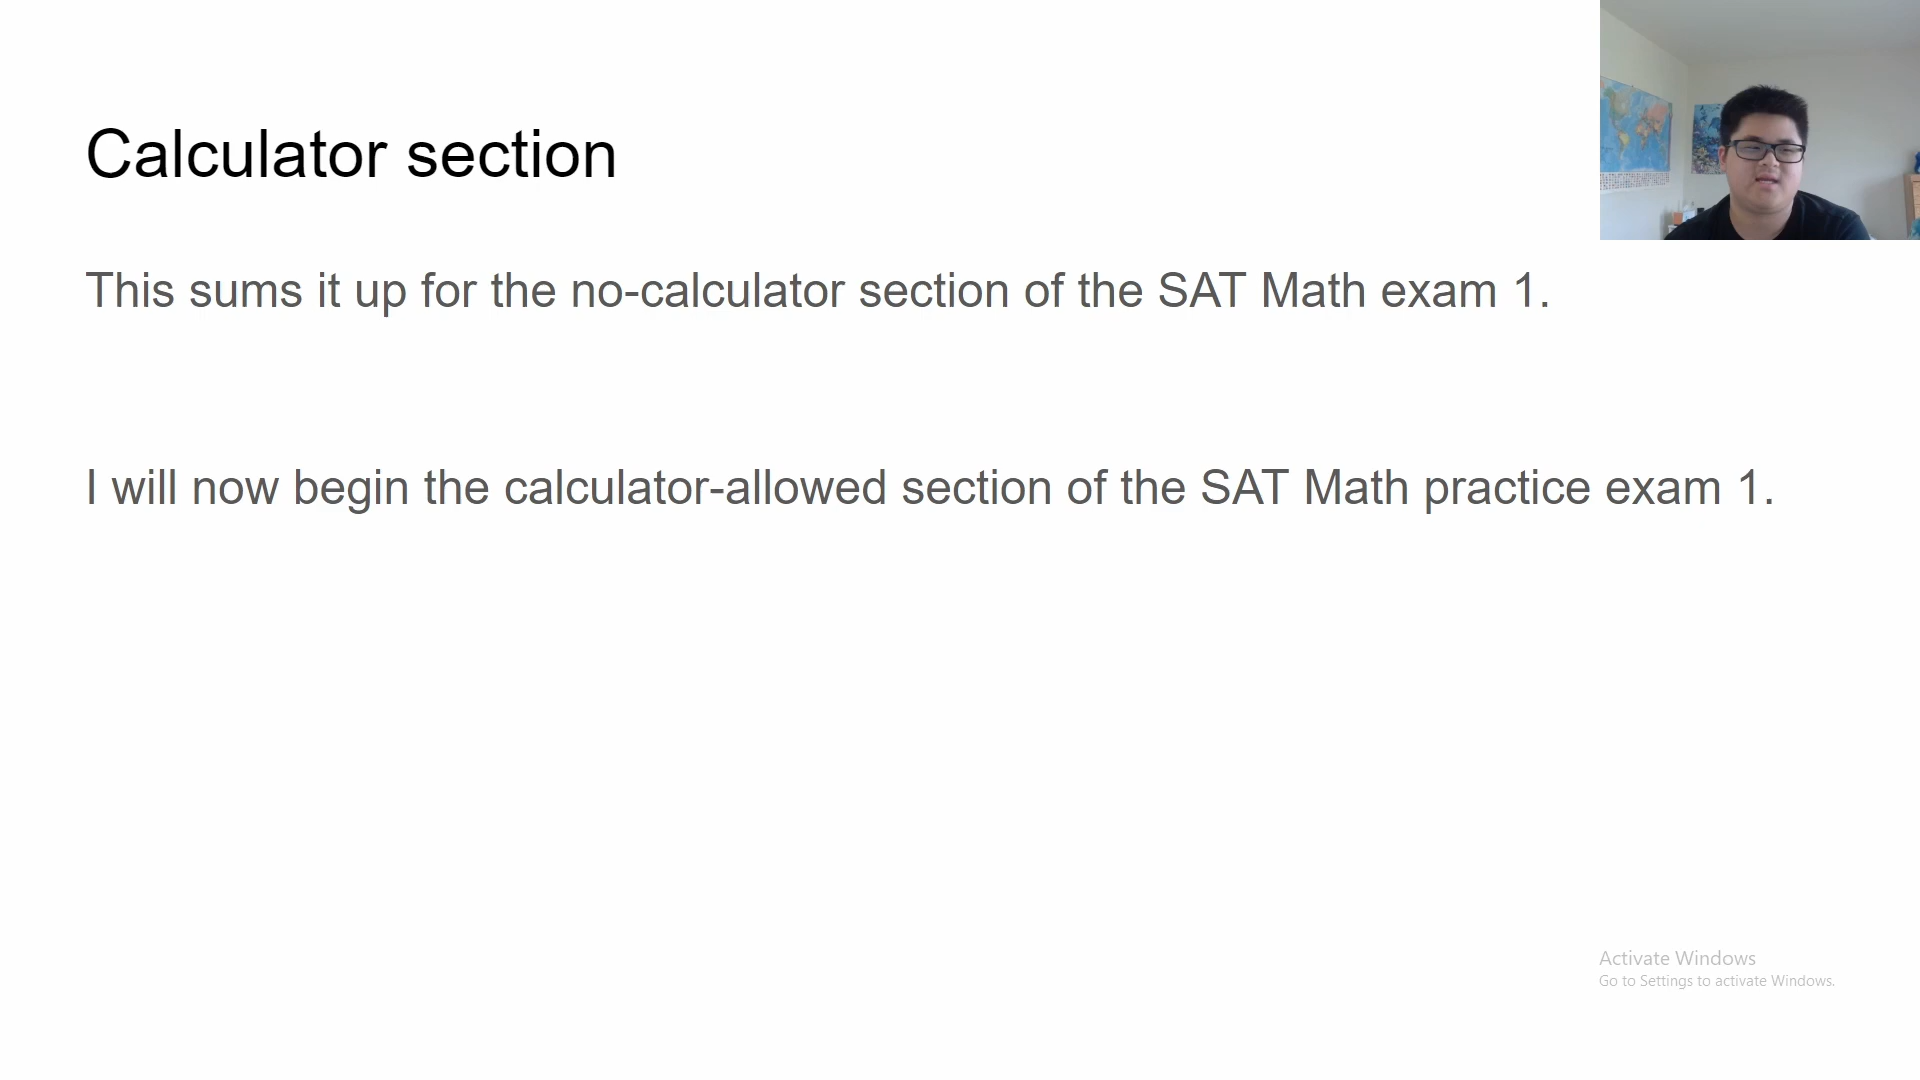 Calculator section
This sums it up for the no-calculator section of the SAT Math exam 1.
I will now begin the calculator-allowed section of the SAT Math practice exam 1.
Activate Windows
Go to Settings to activate Windows.